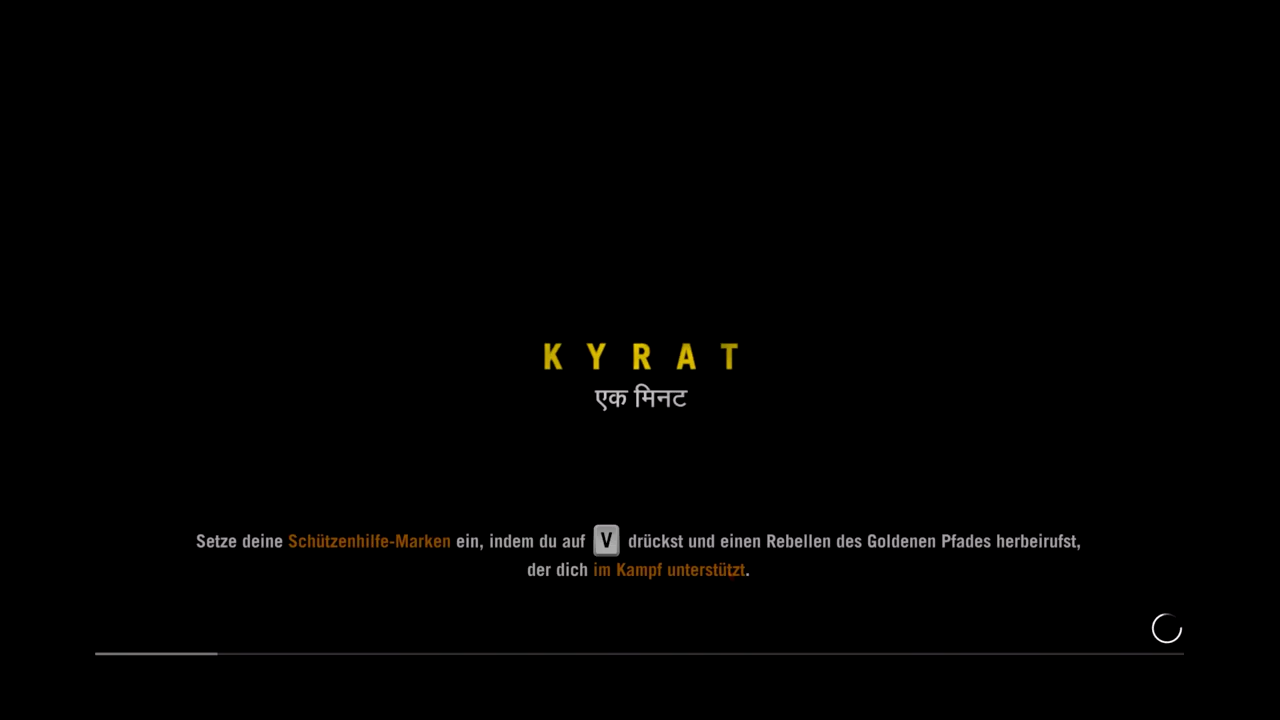 KYRAT
एक मिनट
Setze deine Schützenhilfe-Marken ein, indem du auf V drückst und einen Rebellen des Goldenen Pfades herbeirufst,
der dich im Kampf unterstützt.